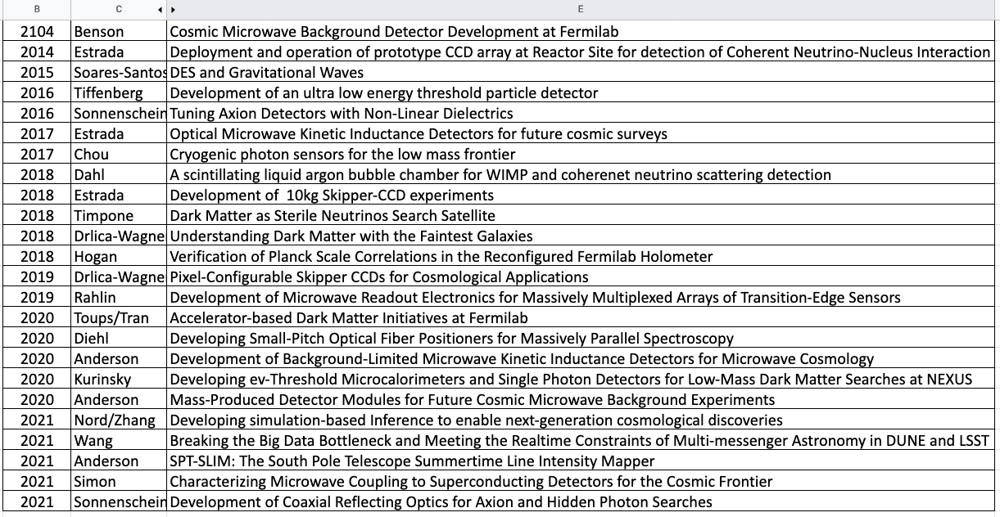 B C E
2104 Benson Cosmic Microwave Background Detector Development at Fermilab
2014 Estrada Deployment and operation of prototype CCD array at Reactor Site for detection of Coherent Neutrino-Nucleus Interaction
2015 Soares-Santos DES and Gravitational Waves
2016 Tiffenberg Development of an ultra low energy threshold particle detector
2016 Sonnenschein Tuning Axion Detectors with Non-Linear Dielectrics
2017 Estrada Optical Microwave Kinetic Inductance Detectors for future cosmic surveys
2017 Chou Cryogenic photon sensors for the low mass frontier
2018 Dahl A scintillating liquid argon bubble chamber for WIMP and coherenet neutrino scattering detection
2018 Estrada Development of  10kg Skipper-CCD experiments
2018 Timpone Dark Matter as Sterile Neutrinos Search Satellite
2018 Drlica-Wagne Understanding Dark Matter with the Faintest Galaxies
2018 Hogan Verification of Planck Scale Correlations in the Reconfigured Fermilab Holometer
2019 Drlica-Wagne Pixel-Configurable Skipper CCDs for Cosmological Applications
2019 Rahlin Development of Microwave Readout Electronics for Massively Multiplexed Arrays of Transition-Edge Sensors
2020 Toups/Tran Accelerator-based Dark Matter Initiatives at Fermilab
2020 Diehl Developing Small-Pitch Optical Fiber Positioners for Massively Parallel Spectroscopy
2020 Anderson Development of Background-Limited Microwave Kinetic Inductance Detectors for Microwave Cosmology
2020 Kurinsky Developing ev-Threshold Microcalorimeters and Single Photon Detectors for Low-Mass Dark Matter Searches at NEXUS
2020 Anderson Mass-Produced Detector Modules for Future Cosmic Microwave Background Experiments
2021 Nord/Zhang Developing simulation-based Inference to enable next-generation cosmological discoveries
2021 Wang Breaking the Big Data Bottleneck and Meeting the Realtime Constraints of Multi-messenger Astronomy in DUNE and LSST
2021 Anderson SPT-SLIM: The South Pole Telescope Summertime Line Intensity Mapper
2021 Simon Characterizing Microwave Coupling to Superconducting Detectors for the Cosmic Frontier
2021 Sonnenschein Development of Coaxial Reflecting Optics for Axion and Hidden Photon Searches